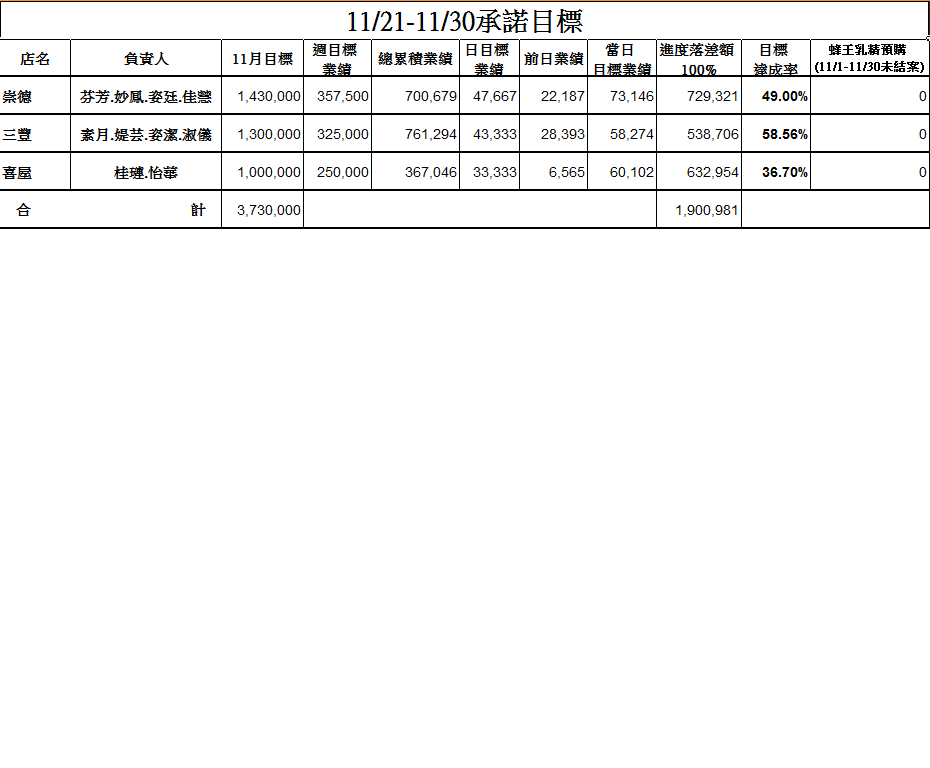 11/21-11/30承諾目標
店名 負責人 11月目標 週目標業績 總累積業績 日目標業績 前日業績 當日目標業績 進度落差額100% 目標達成率 蜂王乳精預購(11/1-11/30未結案)
崇德 芬芳.妙鳳.姿廷.佳慧 1,430,000 357,500 700,679 47,667 22,187 73,146 729,321 49.00% 0
三豐 素月.媞芸.姿潔.淑儀 1,300,000 325,000 761,294 43,333 28,393 58,274 538,706 58.56% 0
喜屋 桂璉.怡華 1,000,000 250,000 367,046 33,333 6,565 60,102 632,954 36.70% 0
合 計 3,730,000 1,900,981